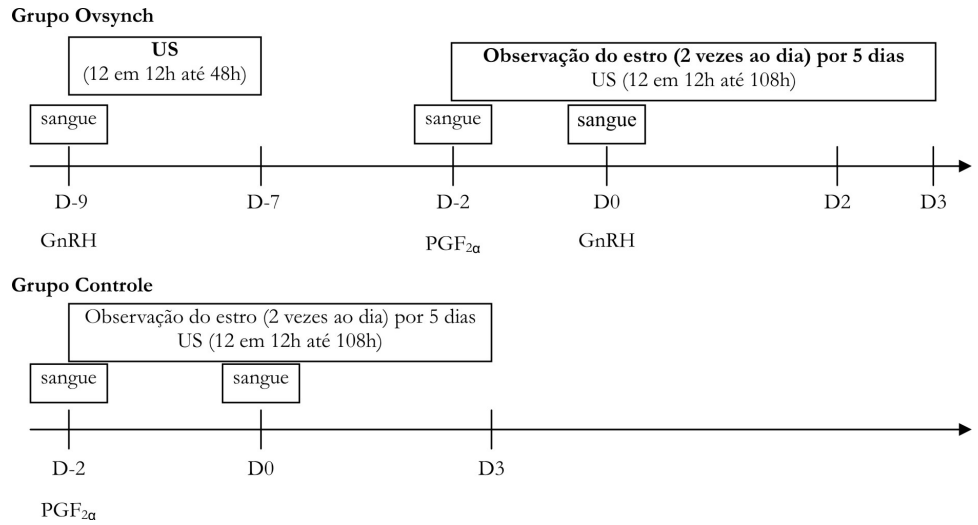 Grupo Ovsynch
US
(12 em 12h até 48h)
Observação do estro (2 vezes ao dia) por 5 dias
US (12 em 12h até 108h)
sangue
sangue
sangue
D-9
D-7
D-2
D0
D2
D3
GnRH
PGF2α
GnRH
Grupo Controle
Observação do estro (2 vezes ao dia) por 5 dias
US (12 em 12h até 108h)
sangue
sangue
D-2
D0
D3
PGF2α